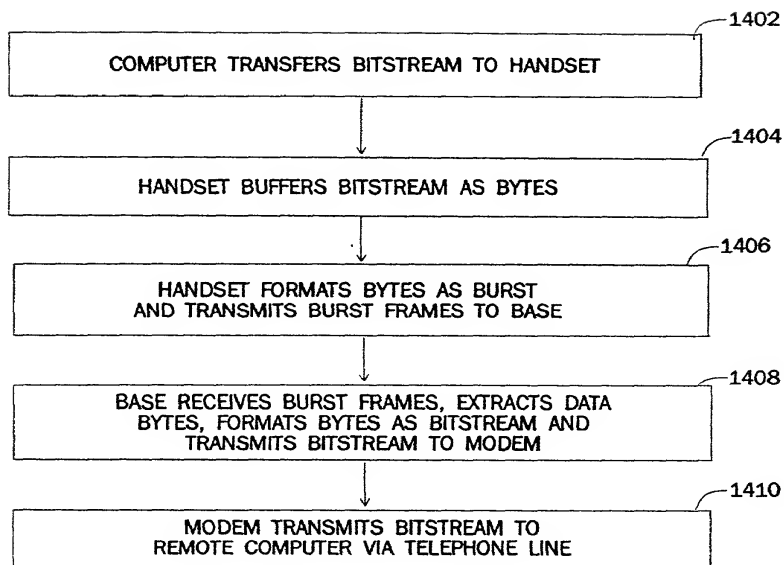 1402
COMPUTER TRANSFERS BITSTREAM TO HANDSET
1404
HANDSET BUFFERS BITSTREAM AS BYTES
1406
HANDSET FORMATS BYTES AS BURST
AND TRANSMITS BURST FRAMES TO BASE
1408
BASE RECEIVES BURST FRAMES, EXTRACTS DATA
BYTES, FORMATS BYTES AS BITSTREAM AND
TRANSMITS BITSTREAM TO MODEM
1410
MODEM TRANSMITS BITSTREAM TO
REMOTE COMPUTER VIA TELEPHONE LINE